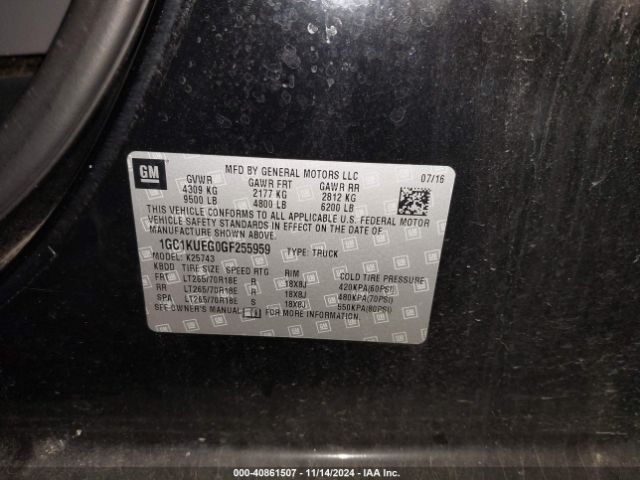 GM
MFD BY GENERAL MOTORS LLC
07/16
GVWR GAWR FRT GAWR RR
4309 KG 2177 KG 2812 KG
9500 LB 4800 LB 6200 LB
THIS VEHICLE CONFORMS TO ALL APPLICABLE U.S. FEDERAL MOTOR
VEHICLE SAFETY STANDARDS IN EFFECT ON THE DATE OF
MANUFACTURE SHOWN ABOVE.
1GC1KUEG0GF255959 TYPE: TRUCK
MODEL: K25743
KBDD TIRE SIZE SPEED RTG RIM COLD TIRE PRESSURE
FRT LT265/70R18E R 18X8J 420KPA(60PSI)
RR LT265/70R18E R 18X8J 480KPA(70PSI)
SPA LT265/70R18E S 18X8J 550KPA(80PSI)
SEE OWNER'S MANUAL FOR MORE INFORMATION.
000-40861507 - 11/14/2024 - IAA Inc.